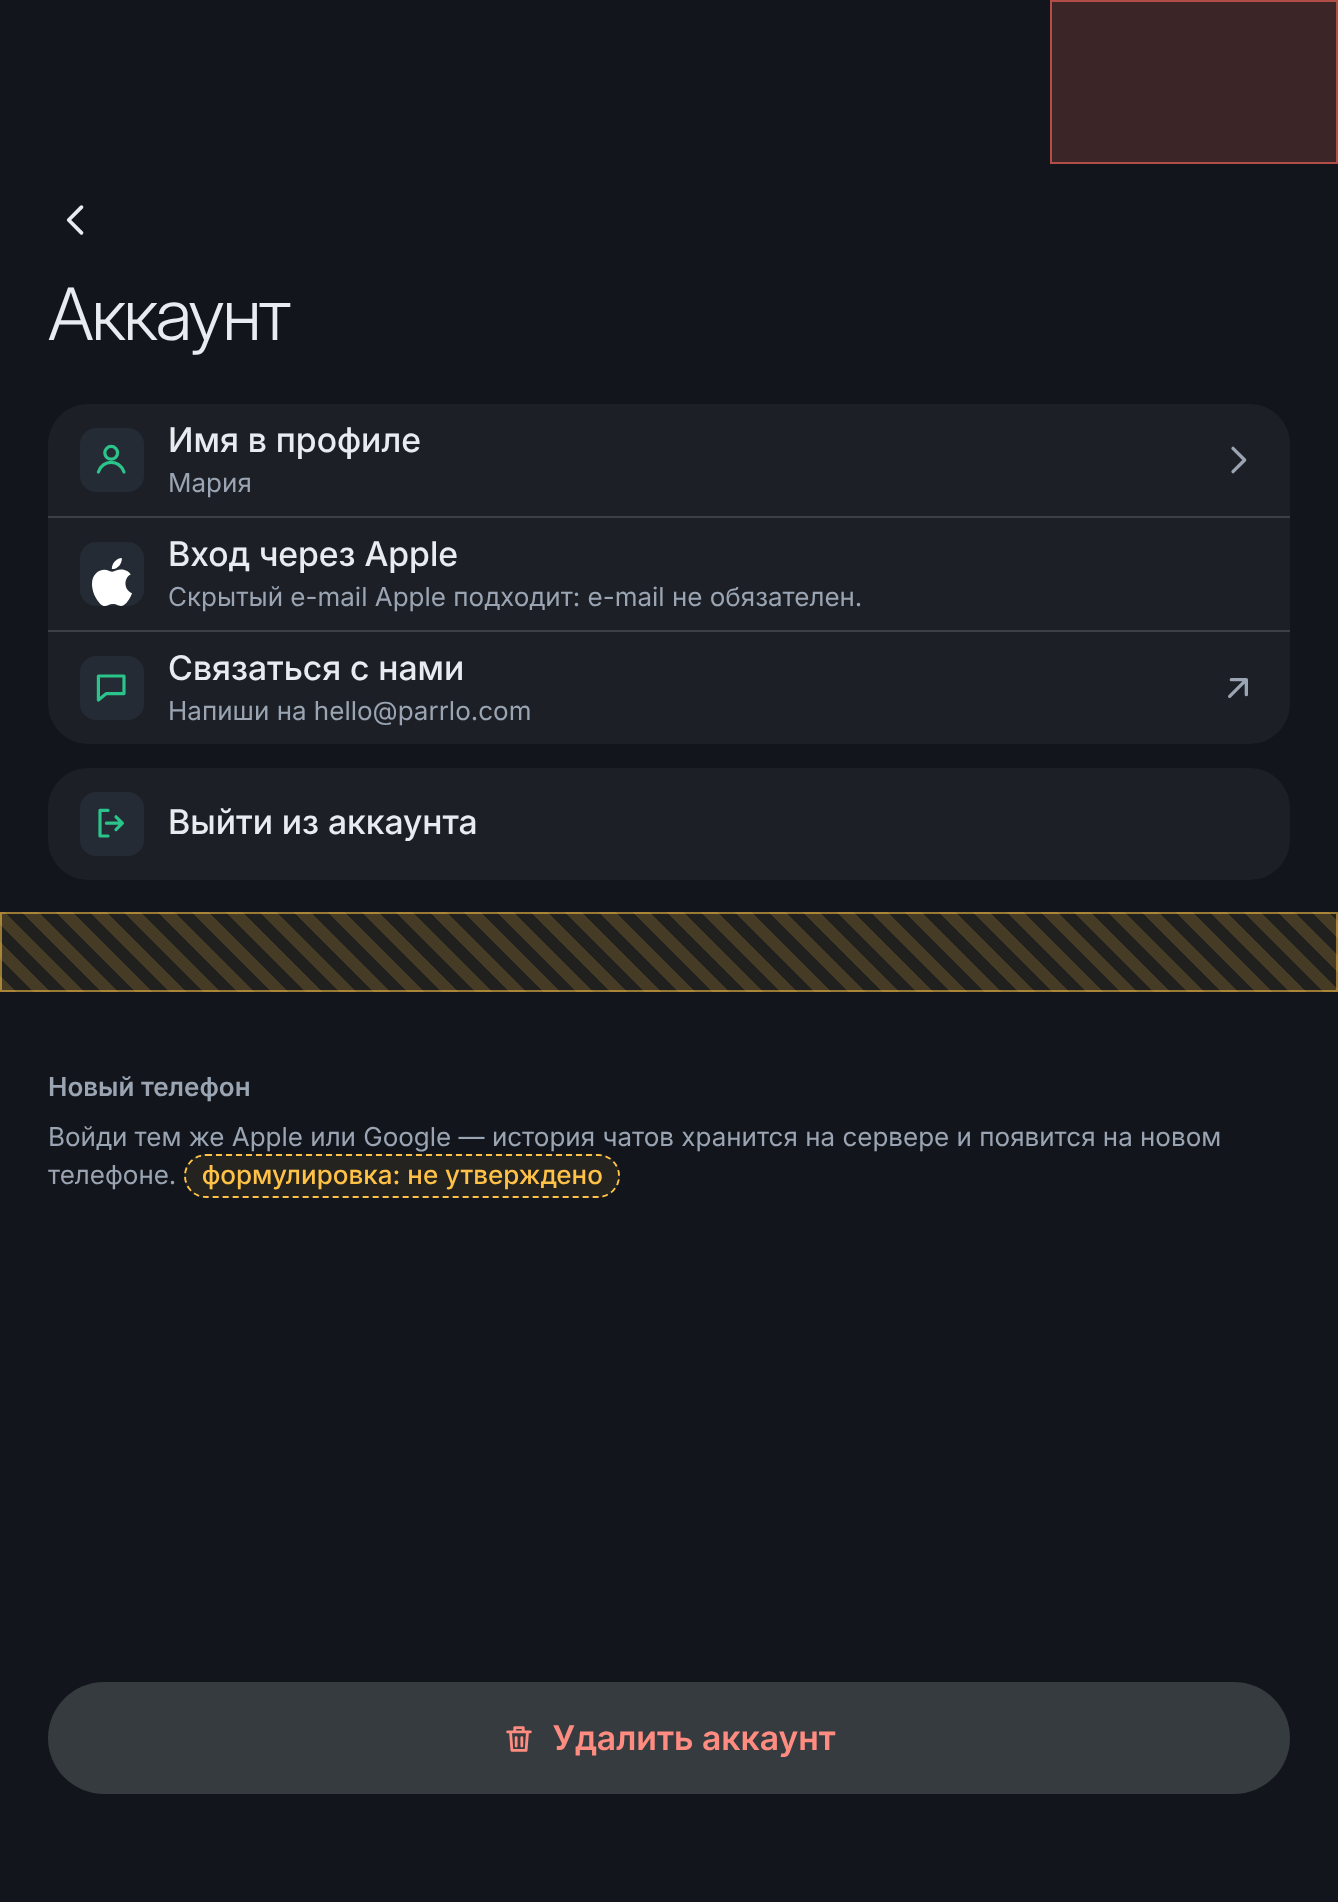 Аккаунт
Имя в профиле
Мария
Вход через Apple
Скрытый e-mail Apple подходит: e-mail не обязателен.
Связаться с нами
Напиши на hello@parrlo.com
Выйти из аккаунта
Новый телефон
Войди тем же Apple или Google — история чатов хранится на сервере и появится на новом
телефоне. формулировка: не утверждено
Удалить аккаунт